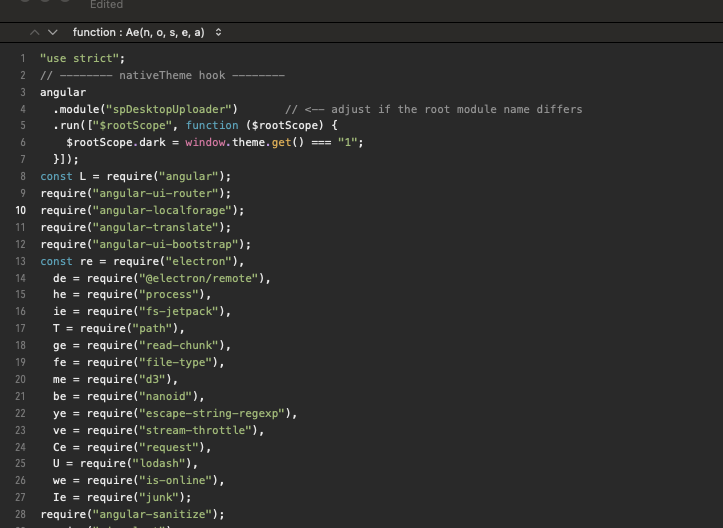 Edited
function : Ae(n, o, s, e, a)
1 "use strict";
2 // -------- nativeTheme hook --------
3 angular
4 .module("spDesktopUploader") // <-- adjust if the root module name differs
5 .run(["$rootScope", function ($rootScope) {
6 $rootScope.dark = window.theme.get() === "1";
7 }]);
8 const L = require("angular");
9 require("angular-ui-router");
10 require("angular-localforage");
11 require("angular-translate");
12 require("angular-ui-bootstrap");
13 const re = require("electron"),
14 de = require("@electron/remote"),
15 he = require("process"),
16 ie = require("fs-jetpack"),
17 T = require("path"),
18 ge = require("read-chunk"),
19 fe = require("file-type"),
20 me = require("d3"),
21 be = require("nanoid"),
22 ye = require("escape-string-regexp"),
23 ve = require("stream-throttle"),
24 Ce = require("request"),
25 U = require("lodash"),
26 we = require("is-online"),
27 Ie = require("junk");
28 require("angular-sanitize");